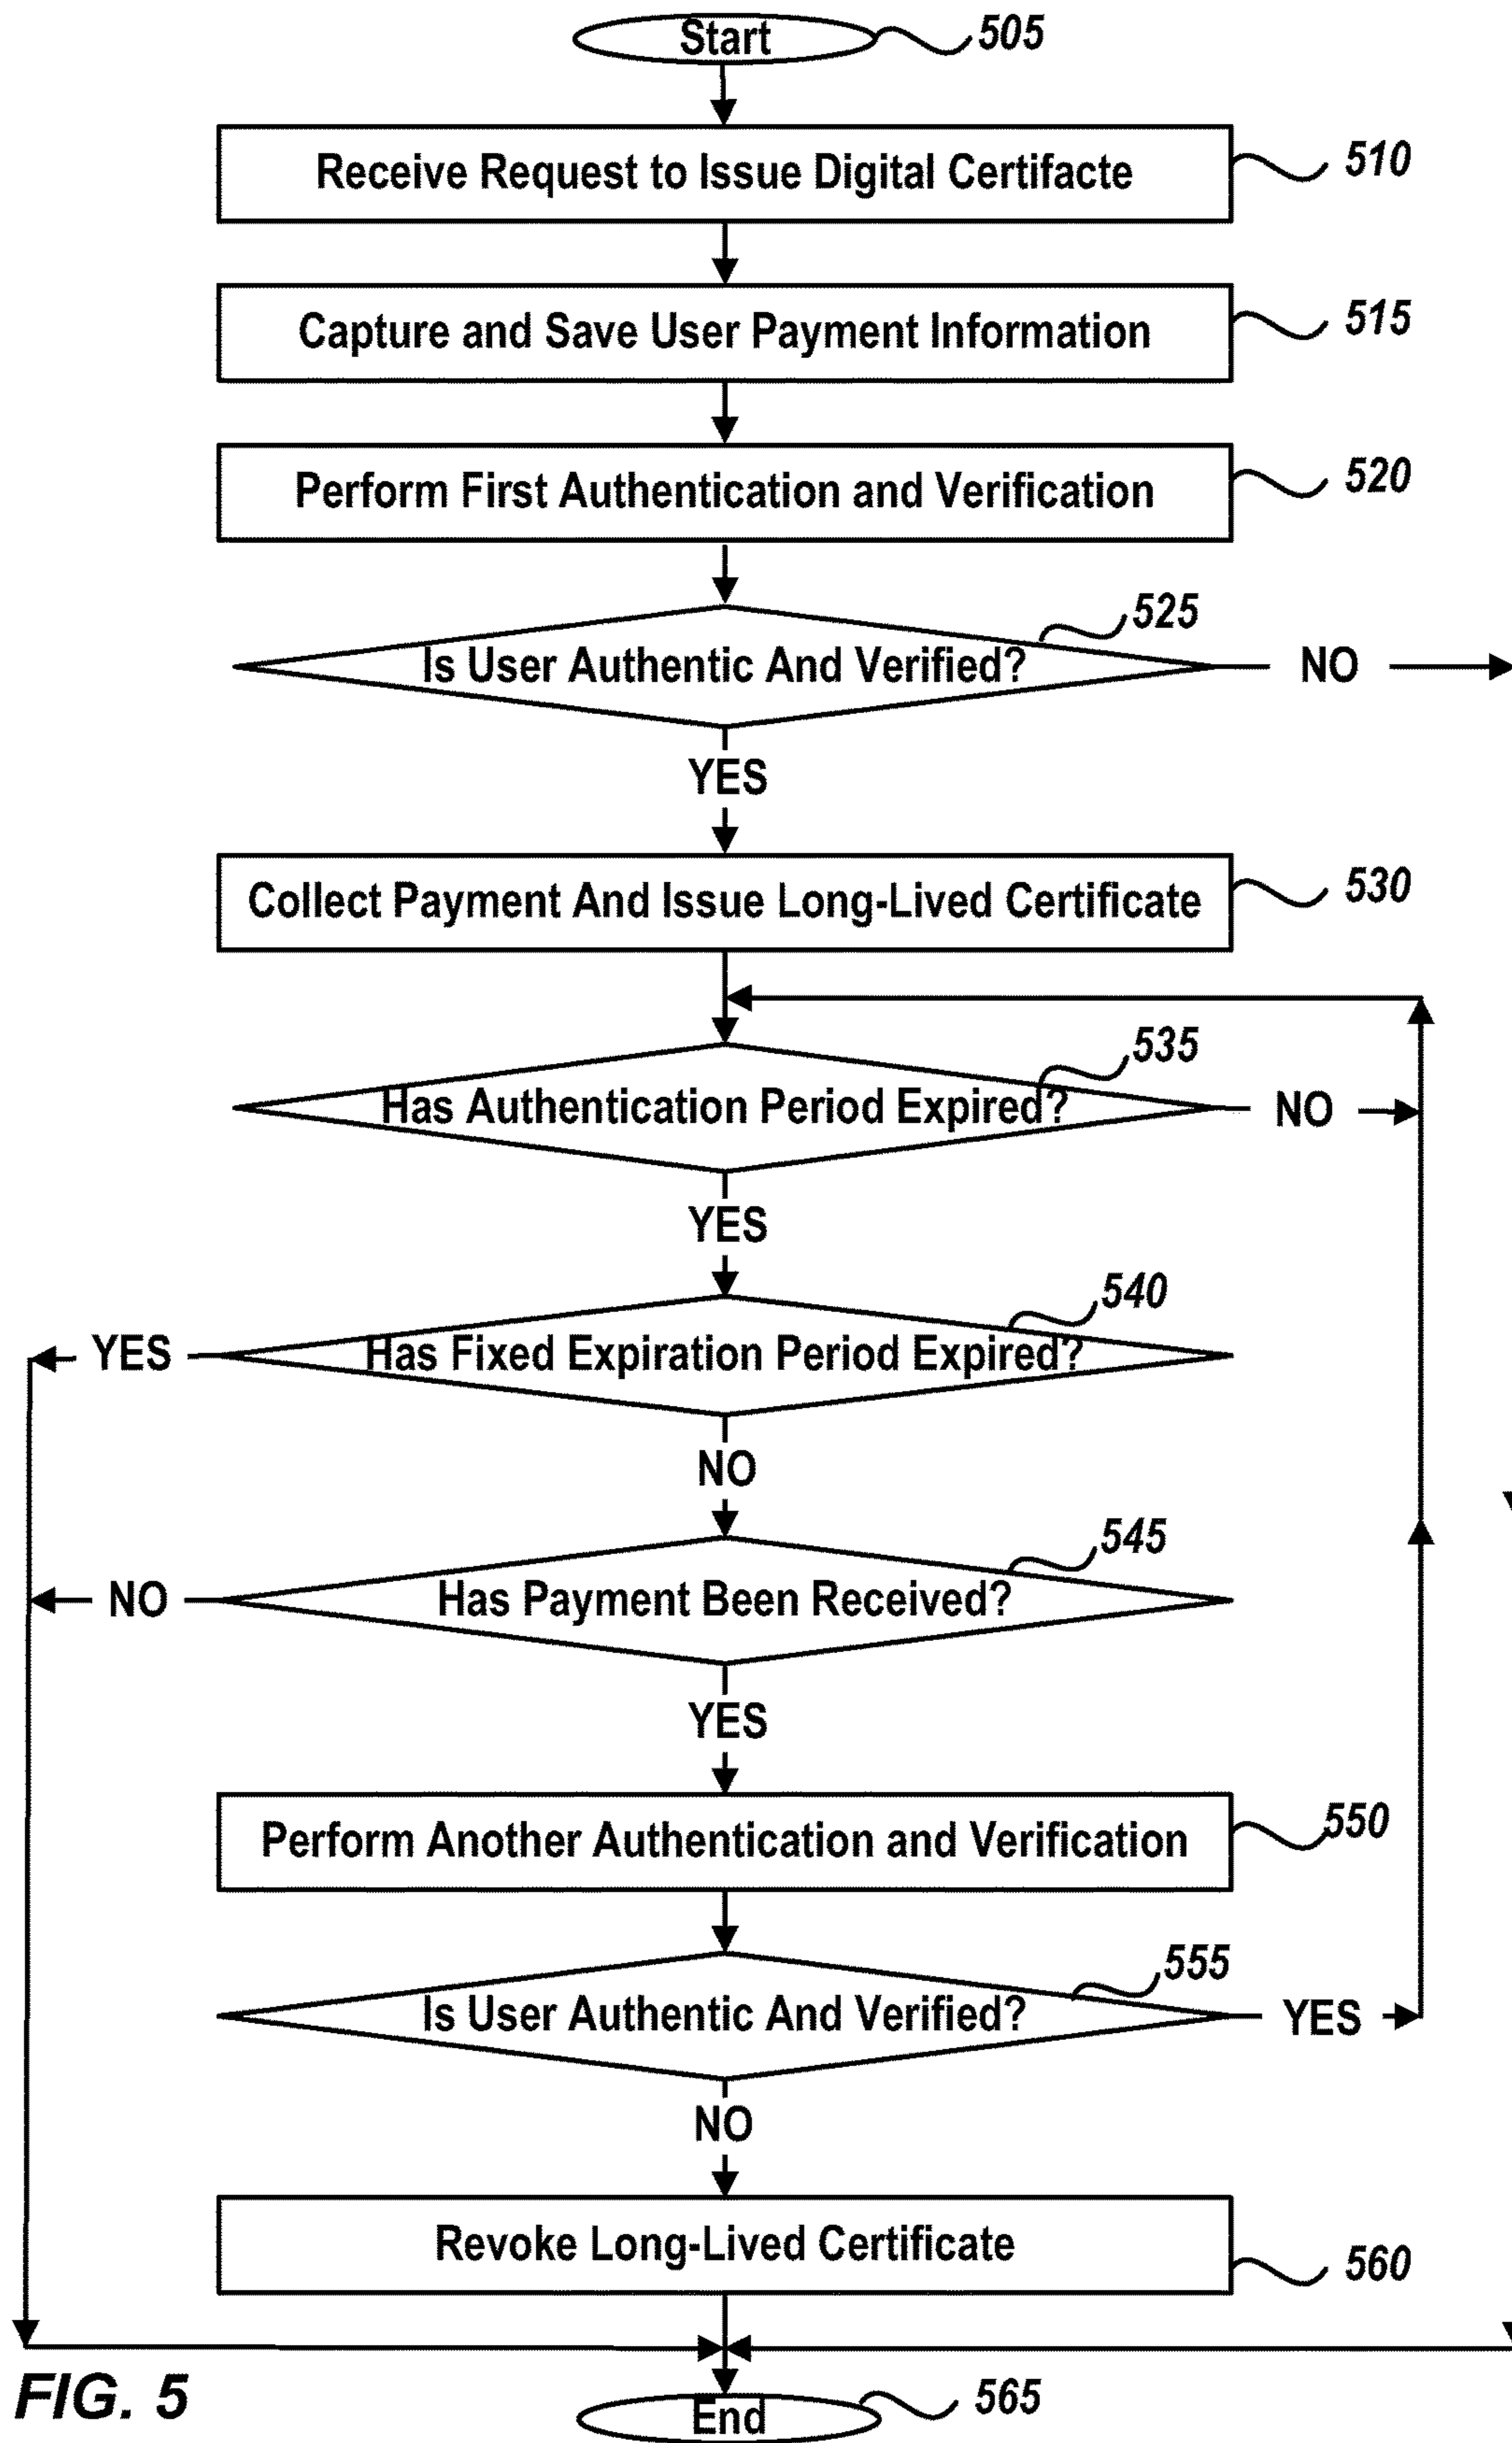 Start
505
Receive Request to Issue Digital Certifacte
510
Capture and Save User Payment Information
515
Perform First Authentication and Verification
520
525
Is User Authentic And Verified?
NO
YES
Collect Payment And Issue Long-Lived Certificate
530
535
Has Authentication Period Expired?
NO
YES
540
YES
Has Fixed Expiration Period Expired?
NO
545
NO
Has Payment Been Received?
YES
Perform Another Authentication and Verification
550
555
Is User Authentic And Verified?
YES
NO
Revoke Long-Lived Certificate
560
FIG. 5
End
565